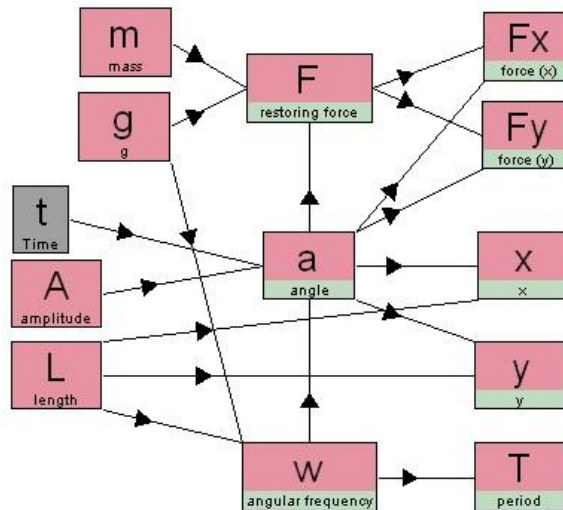 m
mass
F
restoring force
Fx
force (x)
g
g
Fy
force (y)
t
Time
a
angle
x
x
A
amplitude
L
length
y
y
w
angular frequency
T
period